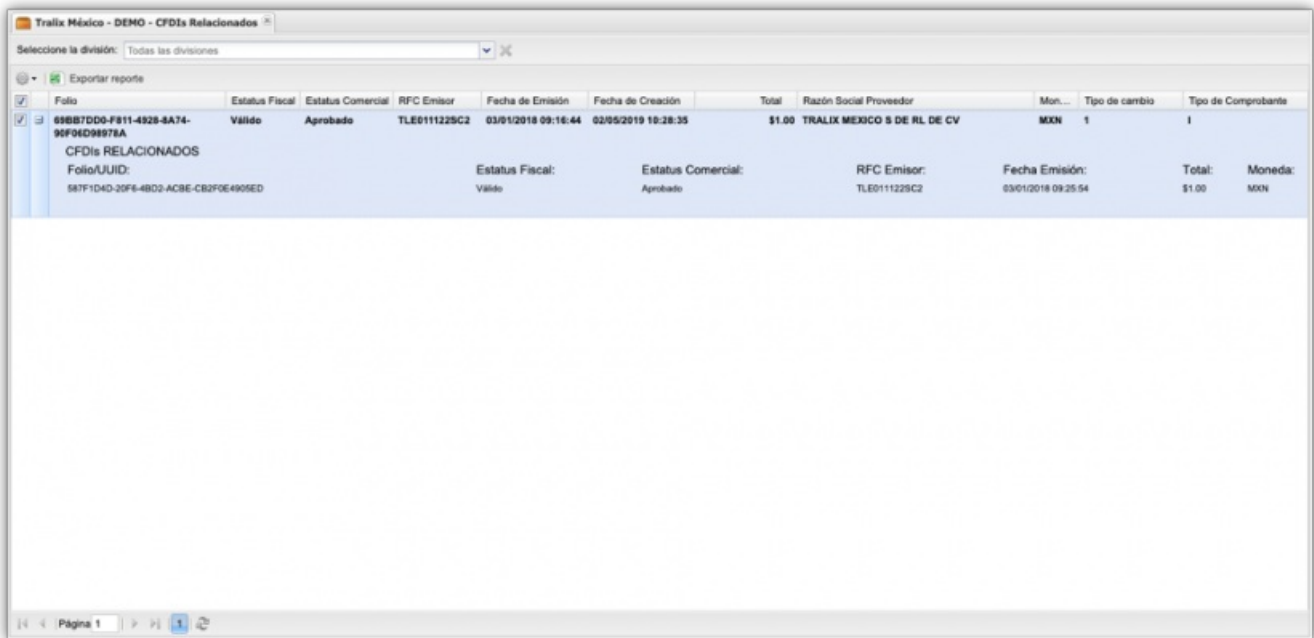 Tralix México - DEMO - CFDIs Relacionados
Seleccione la división: Todas las divisiones
Exportar reporte
Folio Estatus Fiscal Estatus Comercial RFC Emisor Fecha de Emisión Fecha de Creación Total Razón Social Proveedor Mon... Tipo de cambio Tipo de Comprobante
69BB7DD0-F811-4928-8A74- Válido Aprobado TLE011122SC2 03/01/2018 09:16:44 02/05/2019 10:28:35 $1.00 TRALIX MEXICO S DE RL DE CV MXN 1 I
90F06D98978A
CFDIs RELACIONADOS
Folio/UUID: Estatus Fiscal: Estatus Comercial: RFC Emisor: Fecha Emisión: Total: Moneda:
587F1D4D-20F6-4BD2-ACBE-CB2F0E4905ED Válido Aprobado TLE011122SC2 03/01/2018 09:25:54 $1.00 MXN
Página 1 1